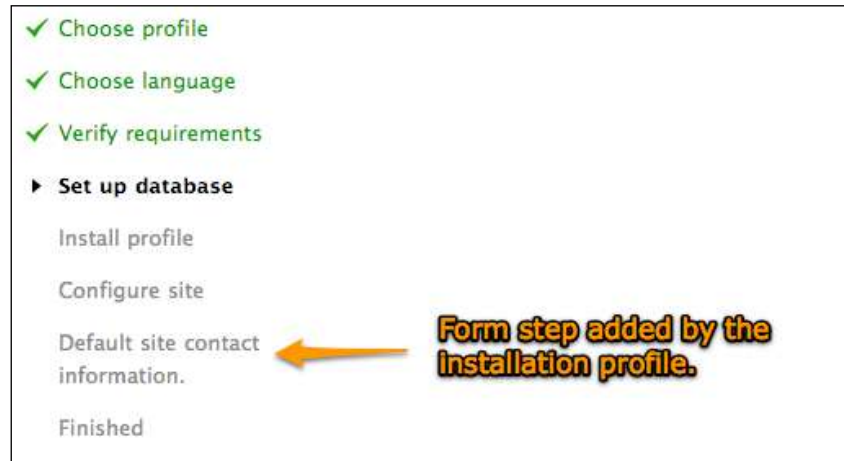 Choose profile
Choose language
Verify requirements
Set up database
Install profile
Configure site
Default site contact
information.
Form step added by the
installation profile.
Finished